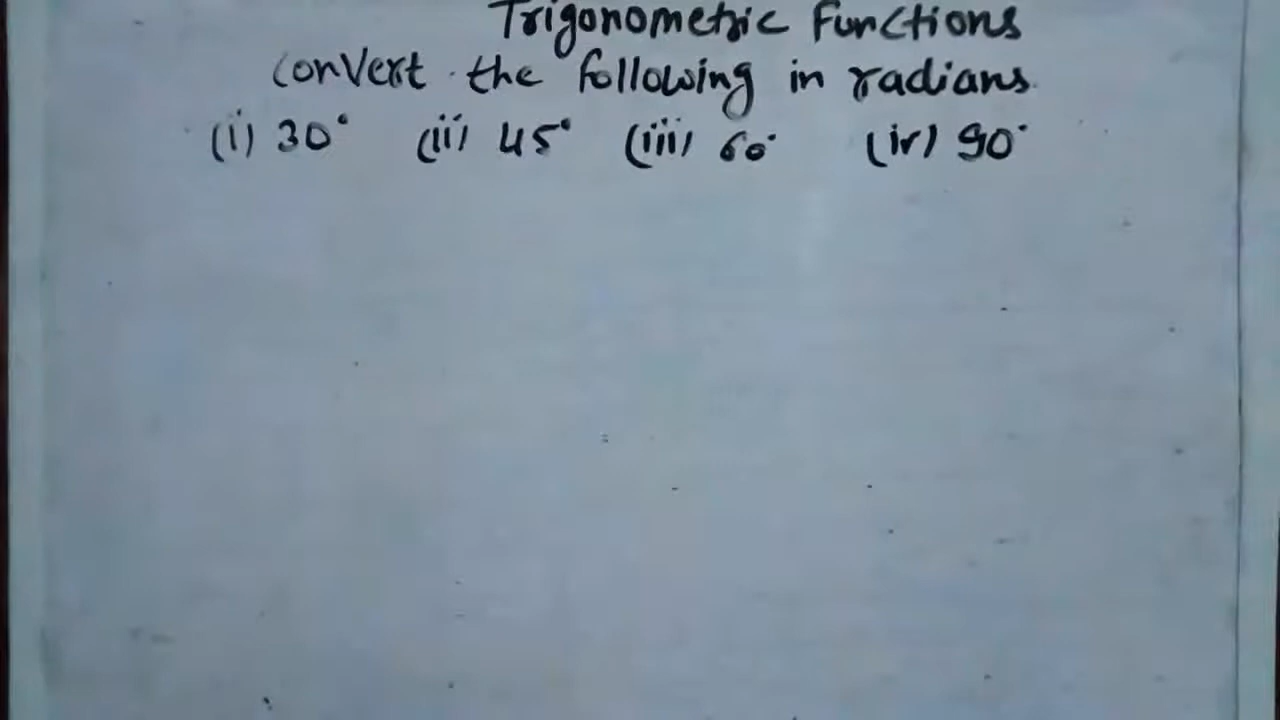 Trigonometric Functions
Convert the following in radians.
(i) 30° (ii) 45° (iii) 60° (iv) 90°